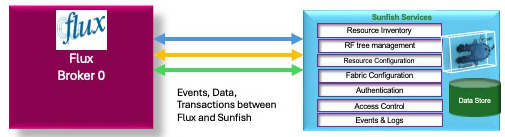 flux
Flux
Broker 0
Events, Data,
Transactions between
Flux and Sunfish
Sunfish Services
Resource Inventory
RF tree management
Resource Configuration
Fabric Configuration
Authentication
Access Control
Events & Logs
Data Store